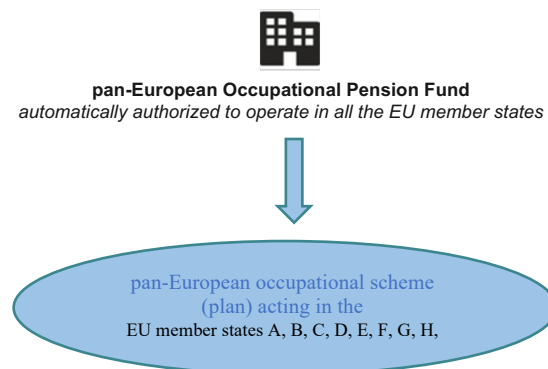 pan-European Occupational Pension Fund
automatically authorized to operate in all the EU member states
pan-European occupational scheme
(plan) acting in the
EU member states A, B, C, D, E, F, G, H,